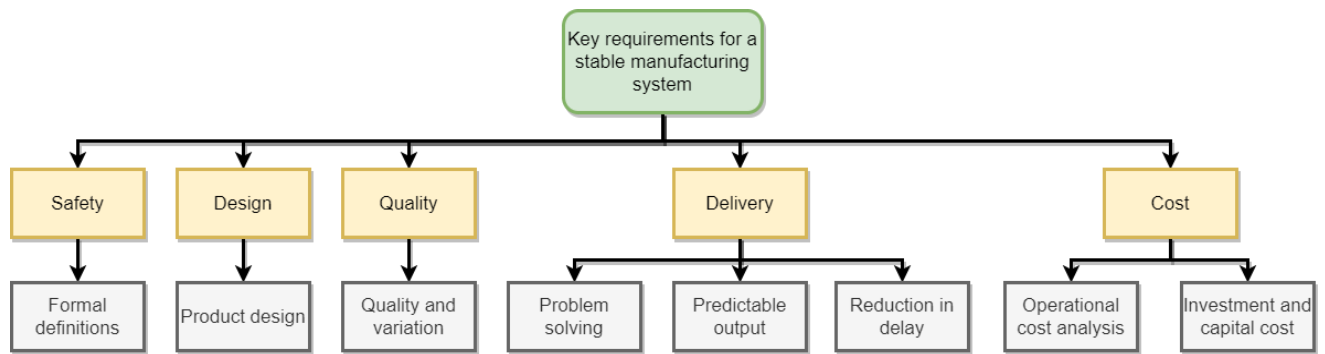 Key requirements for a
stable manufacturing
system
Safety
Design
Quality
Delivery
Cost
Formal
definitions
Product design
Quality and
variation
Problem
solving
Predictable
output
Reduction in
delay
Operational
cost analysis
Investment and
capital cost